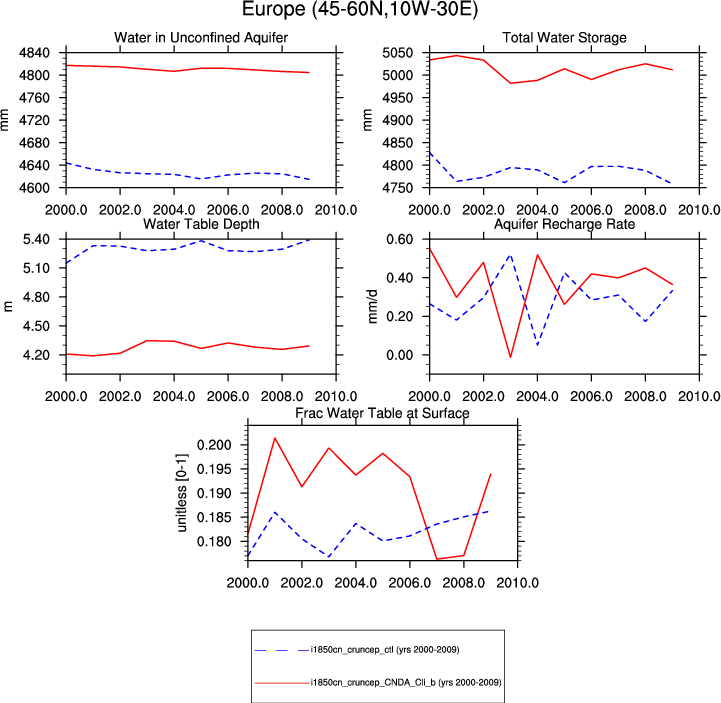 Europe (45-60N,10W-30E)
Water in Unconfined Aquifer
4840
4800
4760
4720
4680
4640
4600
mm
2000.0 2002.0 2004.0 2006.0 2008.0 2010.0
Total Water Storage
5050
5000
4950
4900
4850
4800
4750
mm
2000.0 2002.0 2004.0 2006.0 2008.0 2010.0
Water Table Depth
5.40
5.10
4.80
4.50
4.20
m
2000.0 2002.0 2004.0 2006.0 2008.0 2010.0
Aquifer Recharge Rate
0.60
0.40
0.20
0.00
mm/d
2000.0 2002.0 2004.0 2006.0 2008.0 2010.0
Frac Water Table at Surface
0.200
0.195
0.190
0.185
0.180
unitless [0-1]
2000.0 2002.0 2004.0 2006.0 2008.0 2010.0
i1850cn_cruncep_ctl (yrs 2000-2009)
i1850cn_cruncep_CNDA_Cli_b (yrs 2000-2009)